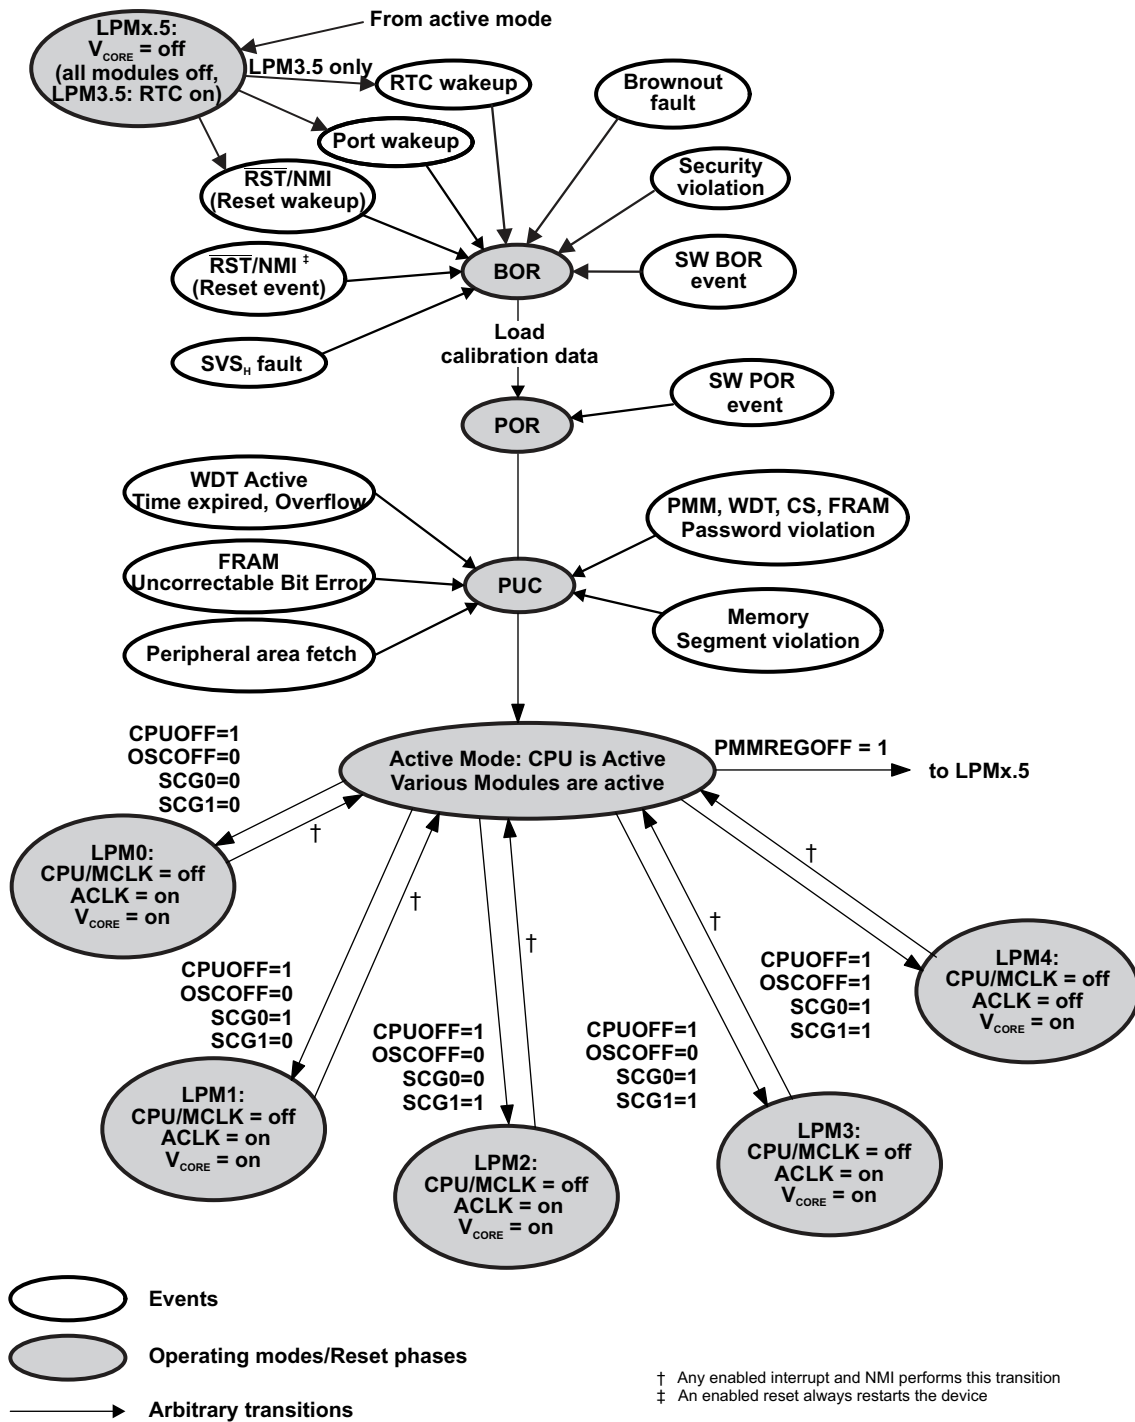 From active mode
LPMx.5:
VCORE = off
(all modules off,
LPM3.5: RTC on)
LPM3.5 only
RTC wakeup
Brownout
fault
Port wakeup
Security
violation
RST/NMI
(Reset wakeup)
RST/NMI ‡
(Reset event)
BOR
SW BOR
event
SVSH fault
Load
calibration data
SW POR
event
POR
WDT Active
Time expired, Overflow
PMM, WDT, CS, FRAM
Password violation
FRAM
Uncorrectable Bit Error
PUC
Memory
Segment violation
Peripheral area fetch
CPUOFF=1
OSCOFF=0
SCG0=0
SCG1=0
Active Mode: CPU is Active
Various Modules are active
PMMREGOFF = 1
to LPMx.5
†
†
†
†
†
LPM0:
CPU/MCLK = off
ACLK = on
VCORE = on
CPUOFF=1
OSCOFF=0
SCG0=1
SCG1=0
CPUOFF=1
OSCOFF=0
SCG0=0
SCG1=1
CPUOFF=1
OSCOFF=0
SCG0=1
SCG1=1
CPUOFF=1
OSCOFF=1
SCG0=1
SCG1=1
LPM4:
CPU/MCLK = off
ACLK = off
VCORE = on
LPM1:
CPU/MCLK = off
ACLK = on
VCORE = on
LPM2:
CPU/MCLK = off
ACLK = on
VCORE = on
LPM3:
CPU/MCLK = off
ACLK = on
VCORE = on
Events
Operating modes/Reset phases
Arbitrary transitions
† Any enabled interrupt and NMI performs this transition
‡ An enabled reset always restarts the device